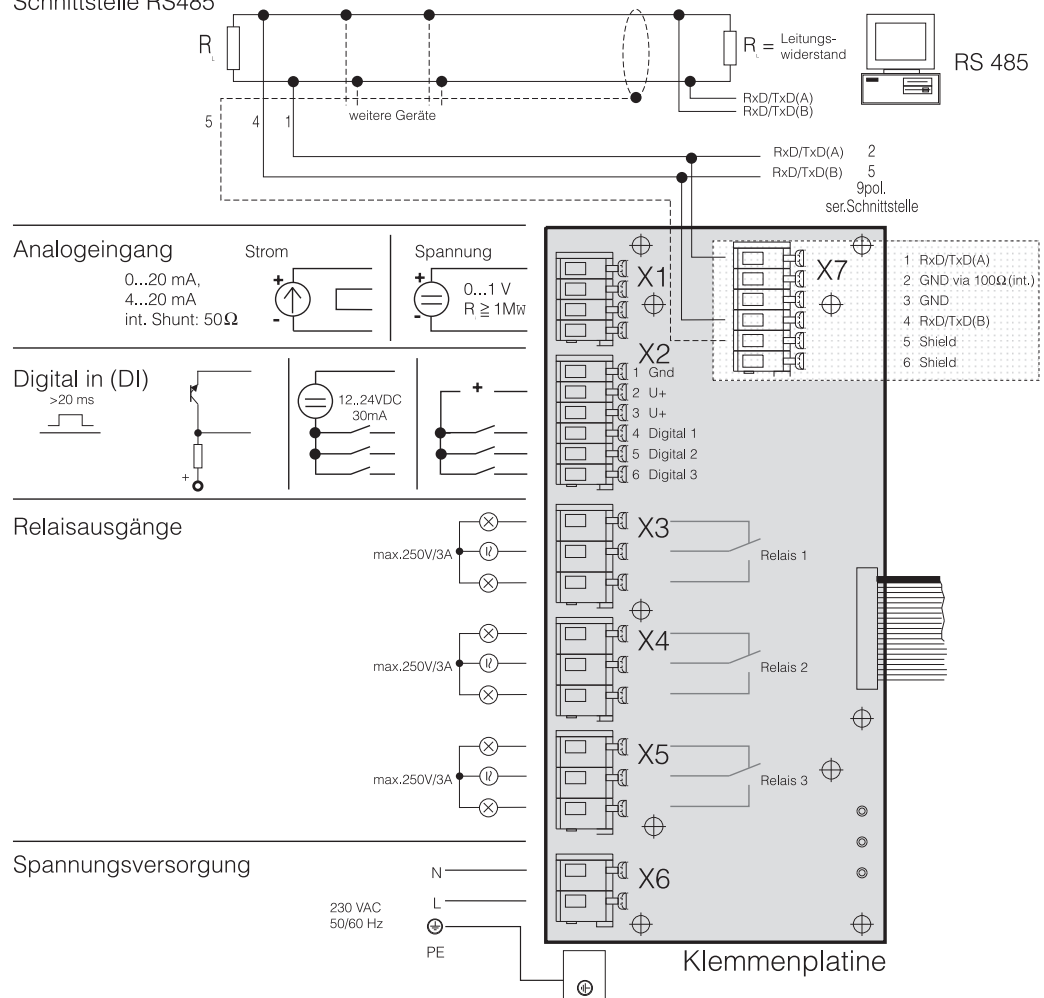 Schnittstelle RS485
R L
R L = Leitungs-
widerstand
RS 485
RxD/TxD(A)
RxD/TxD(B)
weitere Geräte
5 4 1
RxD/TxD(A) 2
RxD/TxD(B) 5
9pol.
ser.Schnittstelle
Analogeingang
0...20 mA,
4...20 mA
int. Shunt: 50Ω
Strom
+
-
Spannung
+
-
0...1 V
R ≧ 1Mw
X1
X7
1 RxD/TxD(A)
2 GND via 100Ω(int.)
3 GND
4 RxD/TxD(B)
5 Shield
6 Shield
Digital in (DI)
>20 ms
+
12..24VDC
30mA
+
X2
1 Gnd
2 U+
3 U+
4 Digital 1
5 Digital 2
6 Digital 3
Relaisausgänge
max.250V/3A
X3
Relais 1
max.250V/3A
X4
Relais 2
max.250V/3A
X5
Relais 3
Spannungsversorgung
230 VAC
50/60 Hz
N
L
PE
X6
Klemmenplatine